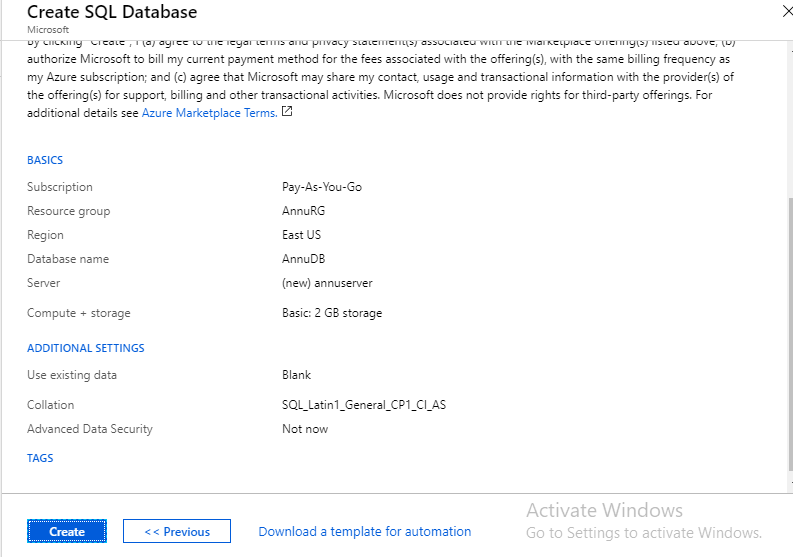 Create SQL Database
Microsoft
By clicking "Create", I (a) agree to the legal terms and privacy statement(s) associated with the Marketplace offering(s) listed above; (b)
authorize Microsoft to bill my current payment method for the fees associated with the offering(s), with the same billing frequency as
my Azure subscription; and (c) agree that Microsoft may share my contact, usage and transactional information with the provider(s) of
the offering(s) for support, billing and other transactional activities. Microsoft does not provide rights for third-party offerings. For
additional details see Azure Marketplace Terms.
BASICS
Subscription Pay-As-You-Go
Resource group AnnuRG
Region East US
Database name AnnuDB
Server (new) annuserver
Compute + storage Basic: 2 GB storage
ADDITIONAL SETTINGS
Use existing data Blank
Collation SQL_Latin1_General_CP1_CI_AS
Advanced Data Security Not now
TAGS
Create << Previous Download a template for automation
Activate Windows
Go to Settings to activate Windows.